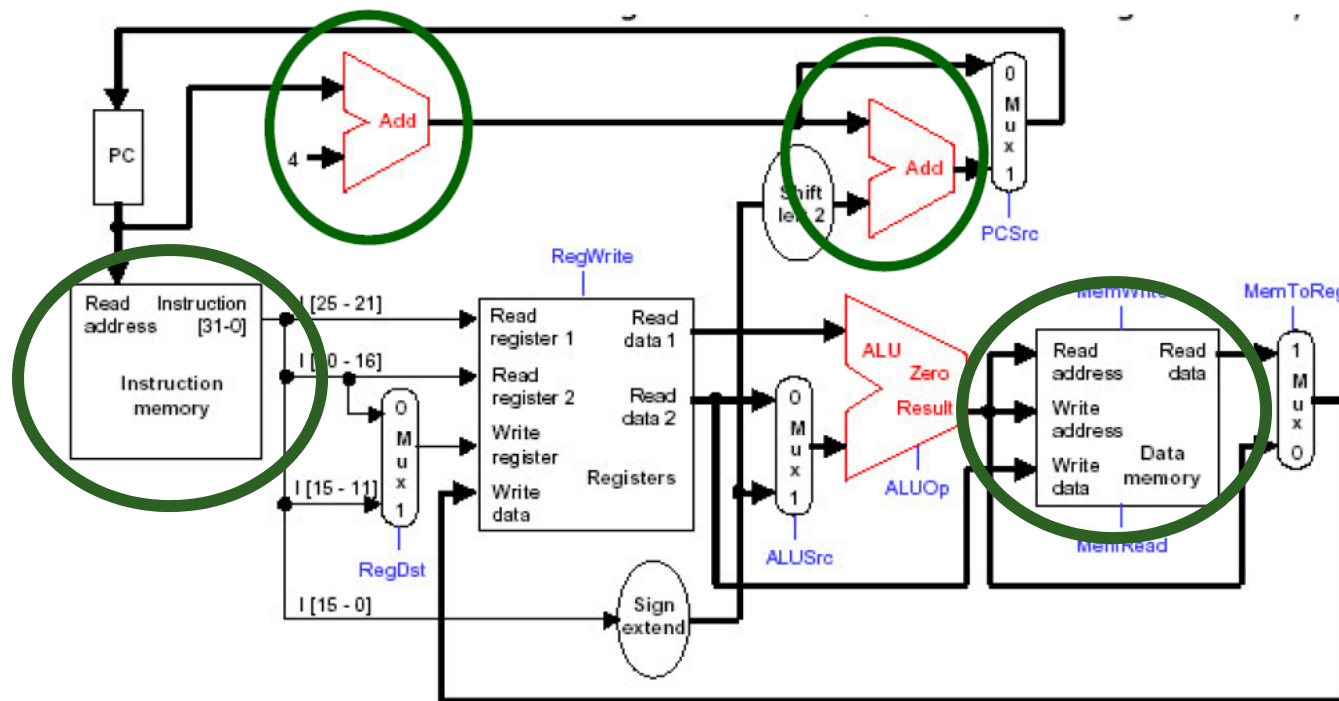 PC
4
Add
Shift
left 2
Add
0
M
u
x
1
PCSrc
Read
address
Instruction
[31-0]
Instruction
memory
I [25 - 21]
I [20 - 16]
I [15 - 11]
I [15 - 0]
0
M
u
x
1
RegDst
RegWrite
Read
register 1
Read
register 2
Write
register
Write
data
Read
data 1
Read
data 2
Registers
Sign
extend
0
M
u
x
1
ALUSrc
ALU
Zero
Result
ALUOp
MemWrite
Read
address
Write
address
Write
data
Read
data
Data
memory
MemRead
MemToReg
1
M
u
x
0